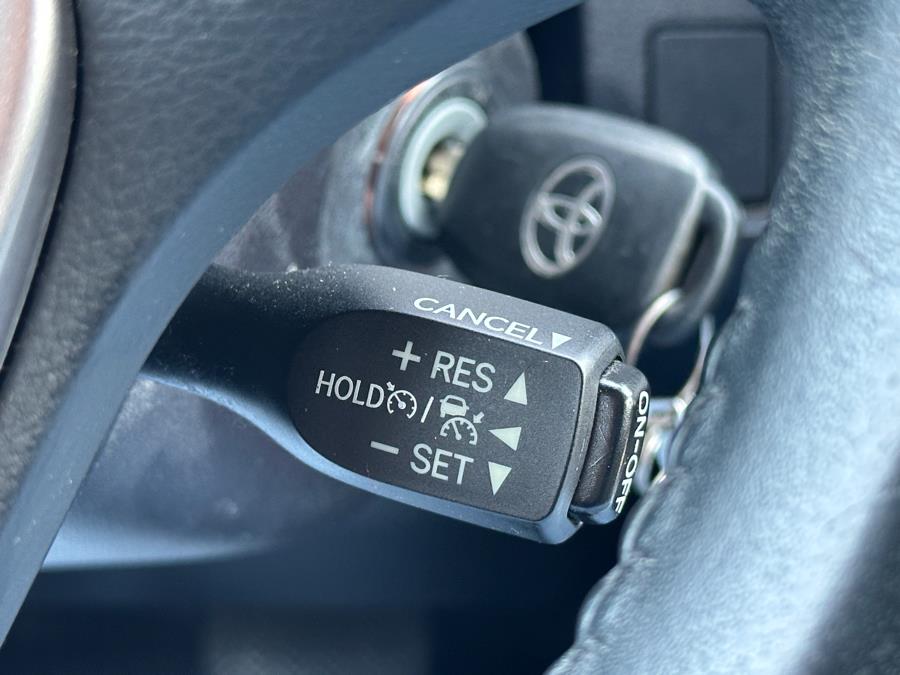 CANCEL▼
+ RES ▲
HOLD / ◀
− SET ▼
ON-OFF